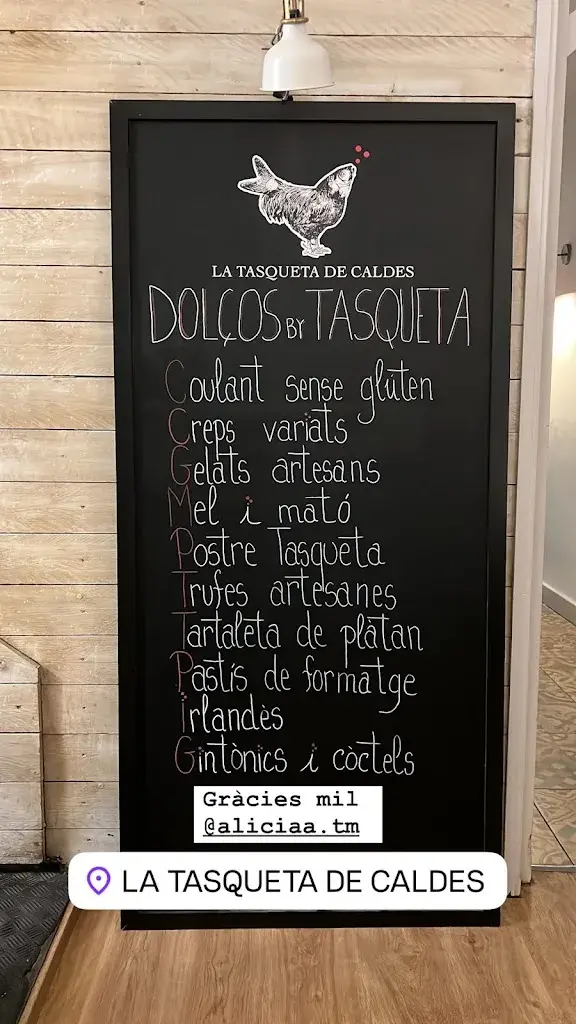 LA TASQUETA DE CALDES
DOLÇOS BY TASQUETA
Coulant sense glúten
Creps variats
Gelats artesans
Mel i mató
Postre Tasqueta
Trufes artesanes
Tartaleta de plàtan
Pastís de formatge
Irlandès
Gintònics i còctels
Gràcies mil
@aliciaa.tm
LA TASQUETA DE CALDES